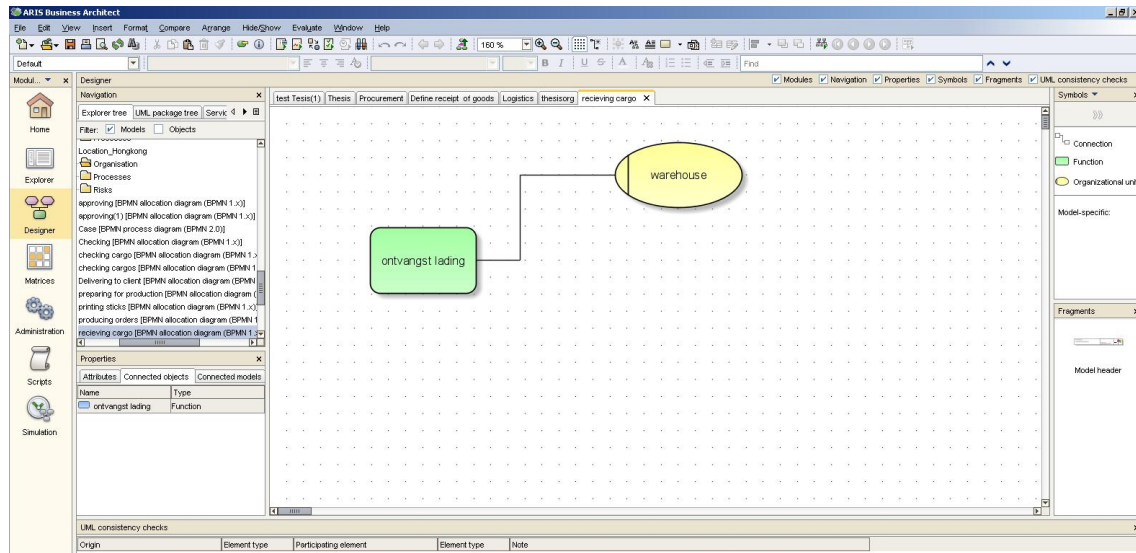 ARIS Business Architect
File Edit View Insert Format Compare Arrange Hide/Show Evaluate Window Help
160 %
Default
B I U S A
Find
Modul...
Designer
Modules Navigation Properties Symbols Fragments UML consistency checks
Home
Explorer
Designer
Matrices
Administration
Scripts
Simulation
Navigation
Explorer tree UML package tree Servic
Filter: Models Objects
Location_Hongkong
Organisation
Processes
Risks
approving [BPMN allocation diagram (BPMN 1.x)]
approving(1) [BPMN allocation diagram (BPMN 1.x)]
Case [BPMN process diagram (BPMN 2.0)]
Checking [BPMN allocation diagram (BPMN 1.x)]
checking cargo [BPMN allocation diagram (BPMN 1.x
checking cargos [BPMN allocation diagram (BPMN 1
Delivering to client [BPMN allocation diagram (BPMN
preparing for production [BPMN allocation diagram (
printing sticks [BPMN allocation diagram (BPMN 1.x)
producing orders [BPMN allocation diagram (BPMN 1
recieving cargo [BPMN allocation diagram (BPMN 1
Properties
Attributes Connected objects Connected models
Name Type
ontvangst lading Function
test Tesis(1) Thesis Procurement Define receipt of goods Logistics thesisorg recieving cargo
warehouse
ontvangst lading
Symbols
Connection
Function
Organizational unit
Model-specific:
Fragments
Model header
UML consistency checks
Origin Element type Participating element Element type Note